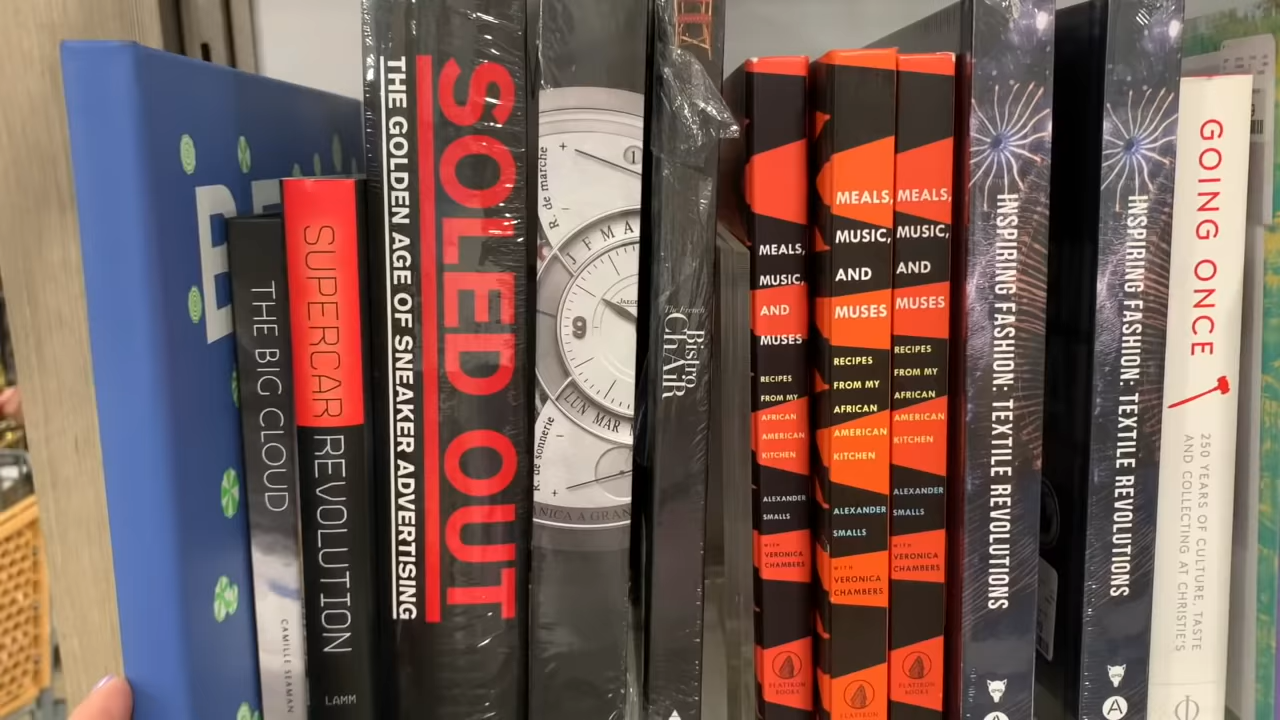 THE BIG CLOUD
CAMILLE SEAMAN
SUPERCAR REVOLUTION
LAMM
SOLED OUT
THE GOLDEN AGE OF SNEAKER ADVERTISING
R. de marche
J F M A
9
LUN MAR
R. de sonnerie
The French
Bistro
ChAiR
MEALS,
MUSIC,
AND
MUSES
RECIPES
FROM MY
AFRICAN
AMERICAN
KITCHEN
ALEXANDER
SMALLS
WITH
VERONICA
CHAMBERS
FLATIRON
BOOKS
MEALS,
MUSIC,
AND
MUSES
RECIPES
FROM MY
AFRICAN
AMERICAN
KITCHEN
ALEXANDER
SMALLS
WITH
VERONICA
CHAMBERS
FLATIRON
BOOKS
MEALS,
MUSIC,
AND
MUSES
RECIPES
FROM MY
AFRICAN
AMERICAN
KITCHEN
ALEXANDER
SMALLS
WITH
VERONICA
CHAMBERS
FLATIRON
BOOKS
INSPIRING FASHION: TEXTILE REVOLUTIONS
INSPIRING FASHION: TEXTILE REVOLUTIONS
A
GOING ONCE
250 YEARS OF CULTURE, TASTE
AND COLLECTING AT CHRISTIE'S